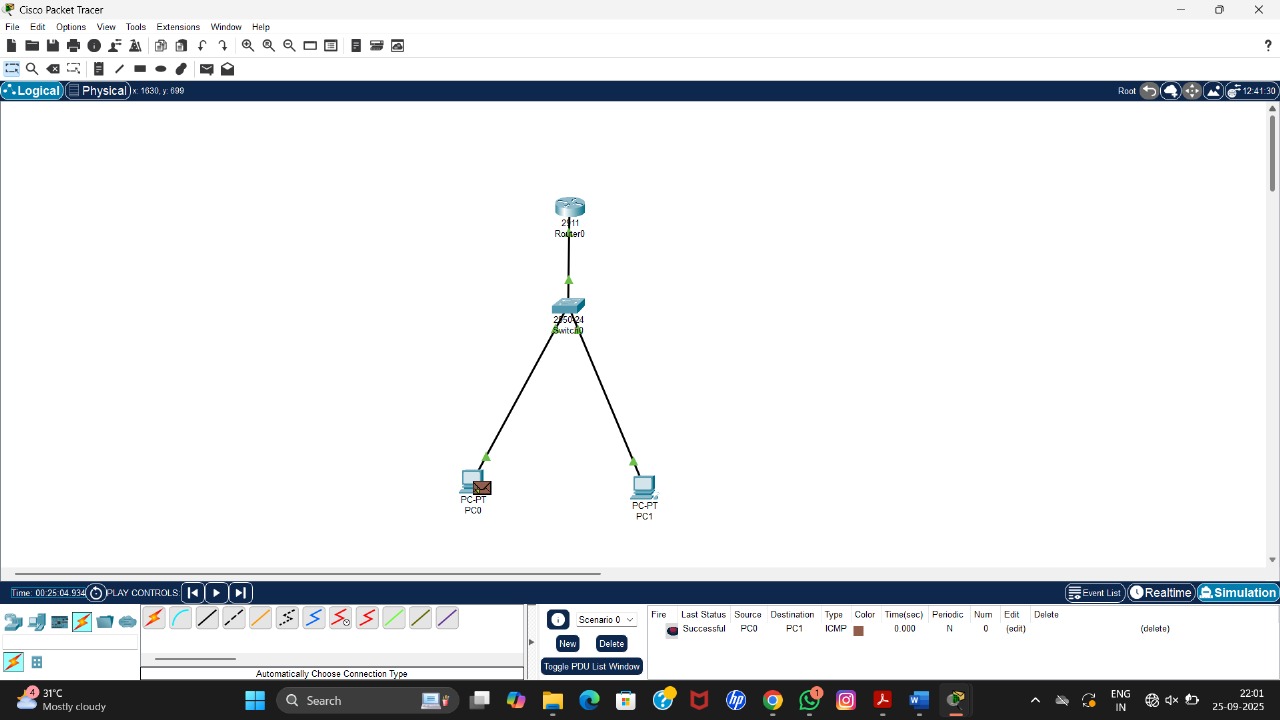 Cisco Packet Tracer
File Edit Options View Tools Extensions Window Help
Logical Physical x: 1630, y: 699 Root 12:41:30
2911
Router0
2950-24
Switch0
PC-PT
PC0
PC-PT
PC1
Time: 00:25:04.934 PLAY CONTROLS: Event List Realtime Simulation
Scenario 0
New Delete
Toggle PDU List Window
Automatically Choose Connection Type
Fire Last Status Source Destination Type Color Time(sec) Periodic Num Edit Delete
Successful PC0 PC1 ICMP 0.000 N 0 (edit) (delete)
4 31°C
Mostly cloudy
Search
1
ENG
IN
22:01
25-09-2025